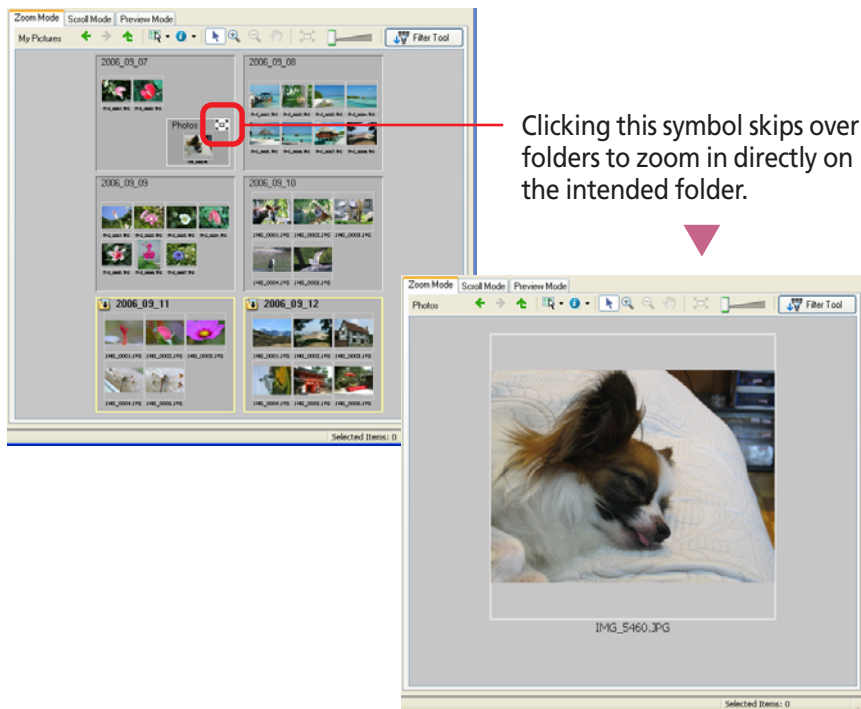 Zoom Mode Scroll Mode Preview Mode
My Pictures Filter Tool
2006_09_07 2006_09_08
Photos
2006_09_09 2006_09_10
IMG_0001.JPG IMG_0002.JPG IMG_0003.JPG
IMG_0004.JPG IMG_0005.JPG
2006_09_11 2006_09_12
IMG_0001.JPG IMG_0002.JPG IMG_0003.JPG IMG_0001.JPG IMG_0002.JPG IMG_0003.JPG
IMG_0004.JPG IMG_0005.JPG IMG_0004.JPG IMG_0005.JPG
Selected Items: 0
Clicking this symbol skips over
folders to zoom in directly on
the intended folder.
Zoom Mode Scroll Mode Preview Mode
Photos Filter Tool
IMG_5460.JPG
Selected Items: 0